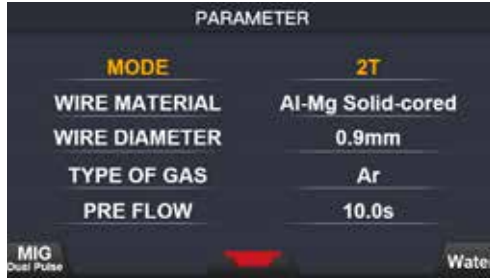 PARAMETER
MODE 2T
WIRE MATERIAL Al-Mg Solid-cored
WIRE DIAMETER 0.9mm
TYPE OF GAS Ar
PRE FLOW 10.0s
MIG
Dual Pulse
Wate